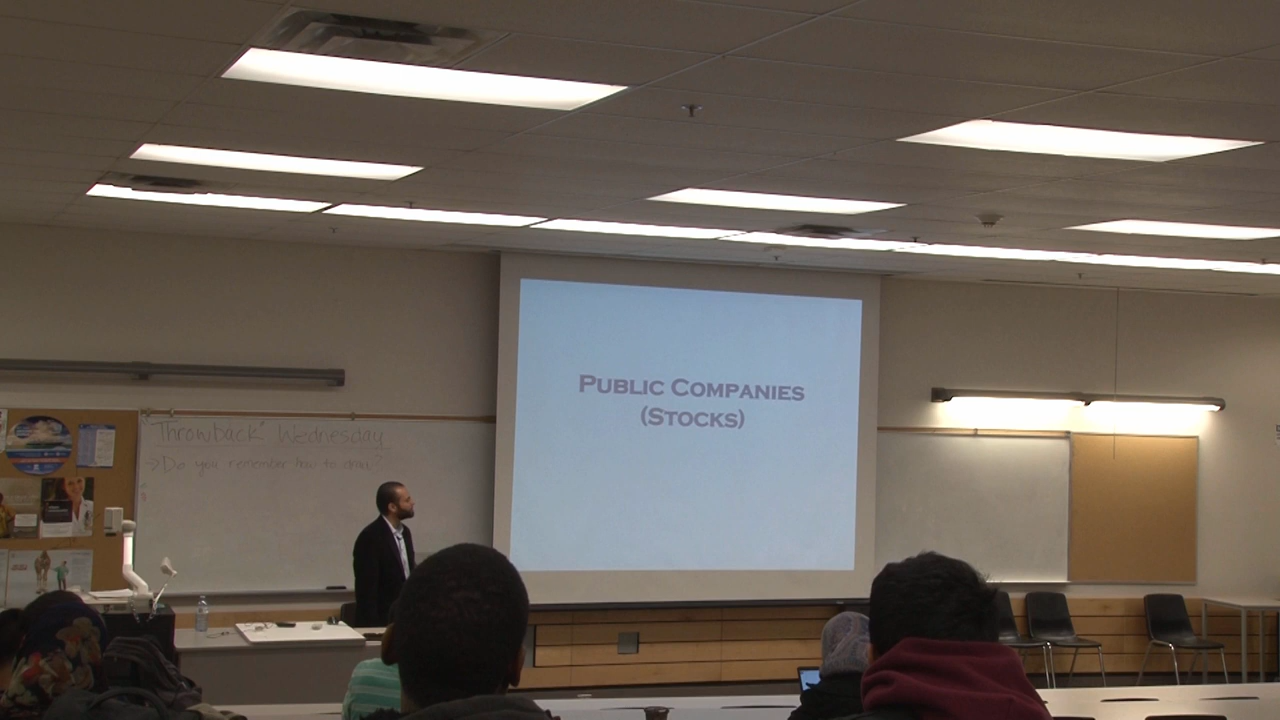 Throwback Wednesday
→Do you remember how to draw?
PUBLIC COMPANIES
(STOCKS)